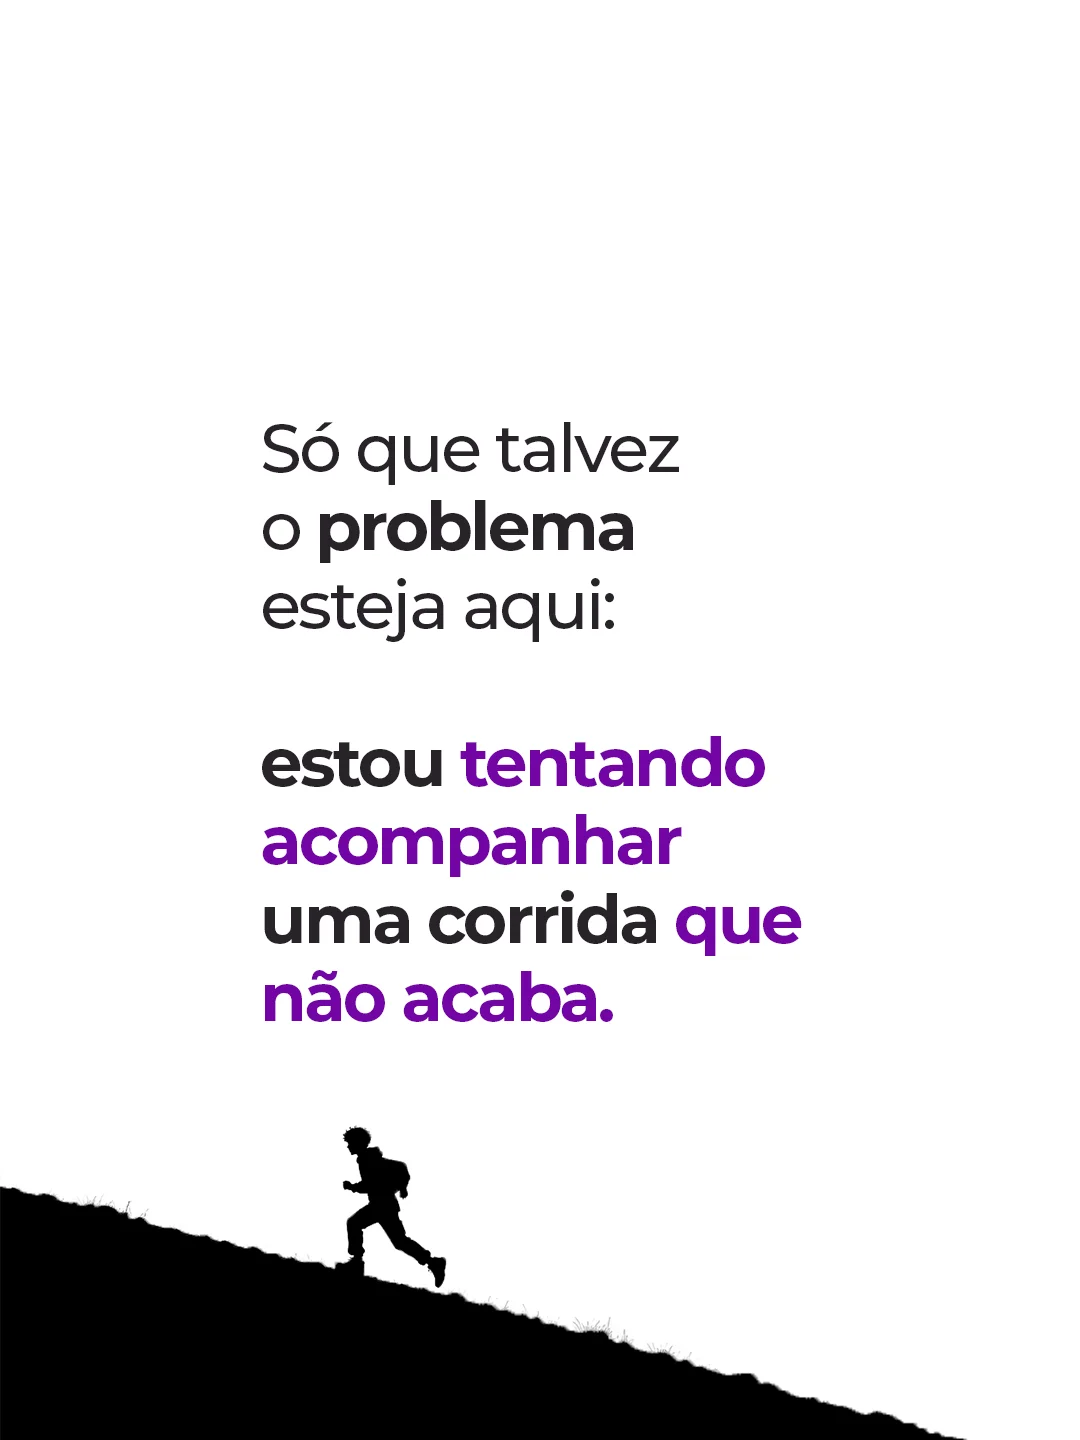 Só que talvez
o problema
esteja aqui:
estou tentando
acompanhar
uma corrida que
não acaba.